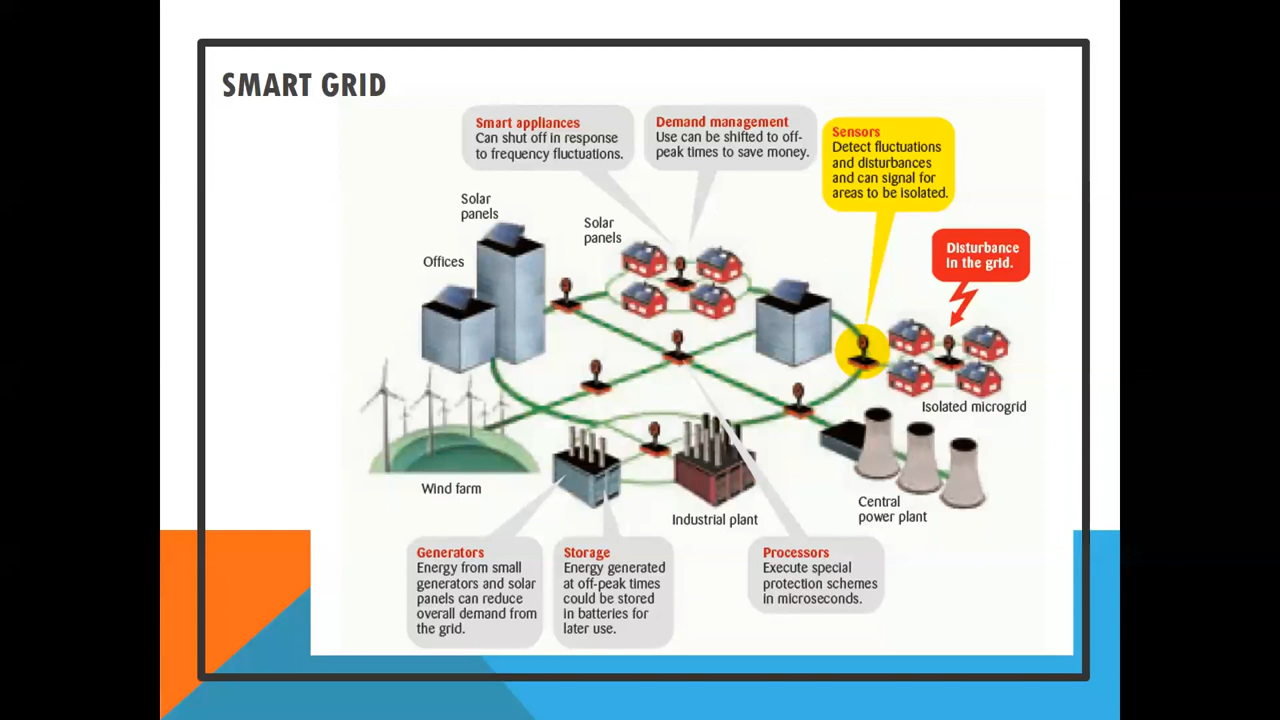 SMART GRID
Smart appliances
Can shut off in response
to frequency fluctuations.
Demand management
Use can be shifted to off-
peak times to save money.
Sensors
Detect fluctuations
and disturbances
and can signal for
areas to be isolated.
Solar
panels
Solar
panels
Offices
Disturbance
in the grid.
Isolated microgrid
Wind farm
Industrial plant
Central
power plant
Generators
Energy from small
generators and solar
panels can reduce
overall demand from
the grid.
Storage
Energy generated
at off-peak times
could be stored
in batteries for
later use.
Processors
Execute special
protection schemes
in microseconds.